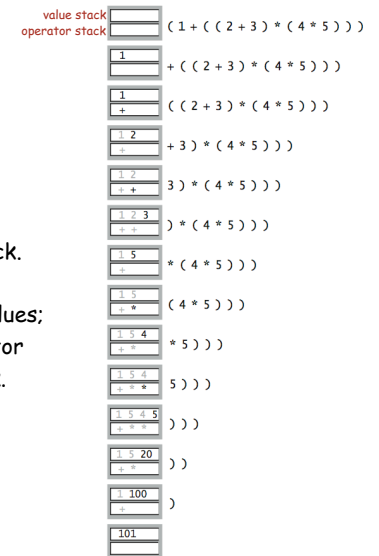 value stack
operator stack
( 1 + ( ( 2 + 3 ) * ( 4 * 5 ) ) )
1
+ ( ( 2 + 3 ) * ( 4 * 5 ) ) )
1
+
( ( 2 + 3 ) * ( 4 * 5 ) ) )
1 2
+
+ 3 ) * ( 4 * 5 ) ) )
1 2
+ +
3 ) * ( 4 * 5 ) ) )
1 2 3
+ +
) * ( 4 * 5 ) ) )
ck.
1 5
+
* ( 4 * 5 ) ) )
lues;
1 5
+ *
( 4 * 5 ) ) )
or
1 5 4
+ *
* 5 ) ) )
1 5 4
+ * *
5 ) ) )
1 5 4 5
+ * *
) ) )
1 5 20
+ *
) )
1 100
+
)
101